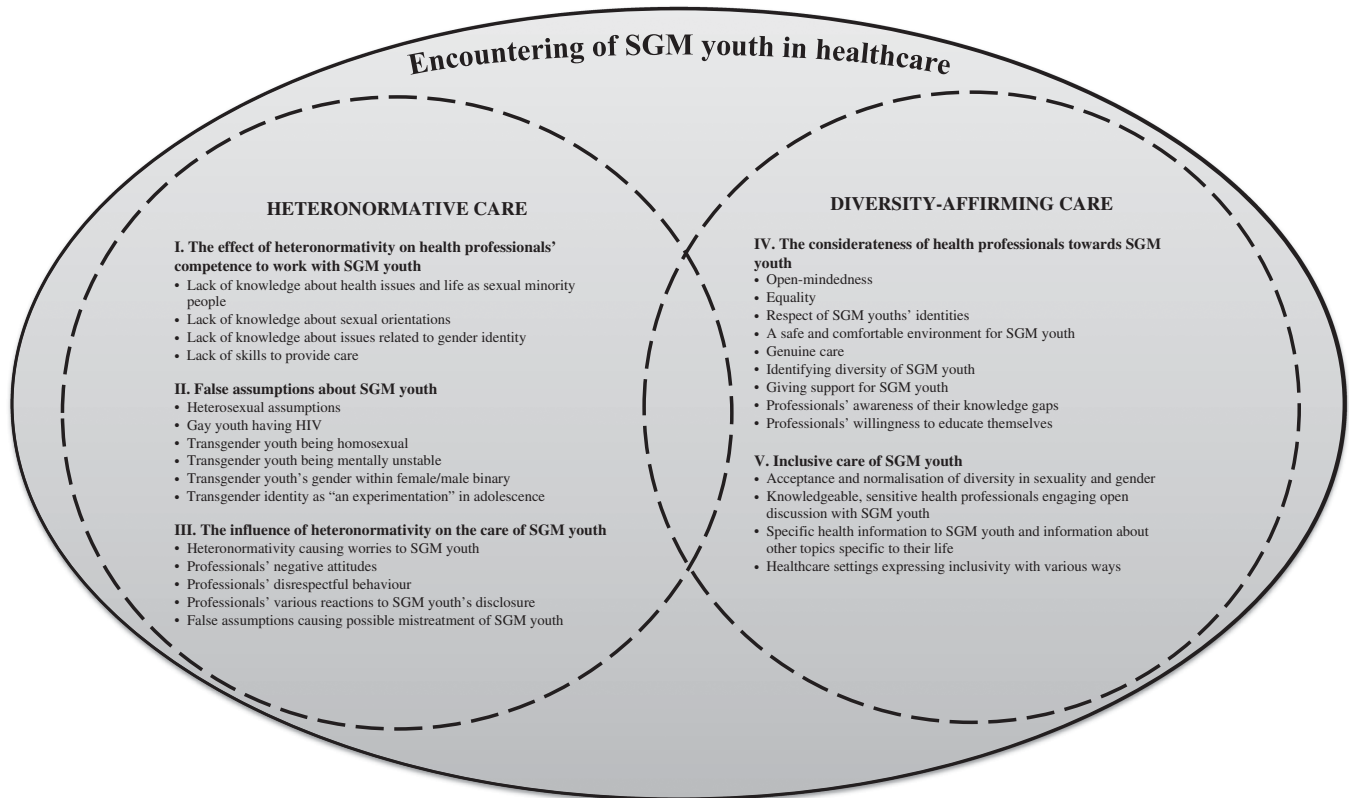 Encountering of SGM youth in healthcare
HETERONORMATIVE CARE
I. The effect of heteronormativity on health professionals’
competence to work with SGM youth
• Lack of knowledge about health issues and life as sexual minority
people
• Lack of knowledge about sexual orientations
• Lack of knowledge about issues related to gender identity
• Lack of skills to provide care
II. False assumptions about SGM youth
• Heterosexual assumptions
• Gay youth having HIV
• Transgender youth being homosexual
• Transgender youth being mentally unstable
• Transgender youth’s gender within female/male binary
• Transgender identity as “an experimentation” in adolescence
III. The influence of heteronormativity on the care of SGM youth
• Heteronormativity causing worries to SGM youth
• Professionals’ negative attitudes
• Professionals’ disrespectful behaviour
• Professionals’ various reactions to SGM youth’s disclosure
• False assumptions causing possible mistreatment of SGM youth
DIVERSITY-AFFIRMING CARE
IV. The considerateness of health professionals towards SGM
youth
• Open-mindedness
• Equality
• Respect of SGM youths’ identities
• A safe and comfortable environment for SGM youth
• Genuine care
• Identifying diversity of SGM youth
• Giving support for SGM youth
• Professionals’ awareness of their knowledge gaps
• Professionals’ willingness to educate themselves
V. Inclusive care of SGM youth
• Acceptance and normalisation of diversity in sexuality and gender
• Knowledgeable, sensitive health professionals engaging open
discussion with SGM youth
• Specific health information to SGM youth and information about
other topics specific to their life
• Healthcare settings expressing inclusivity with various ways